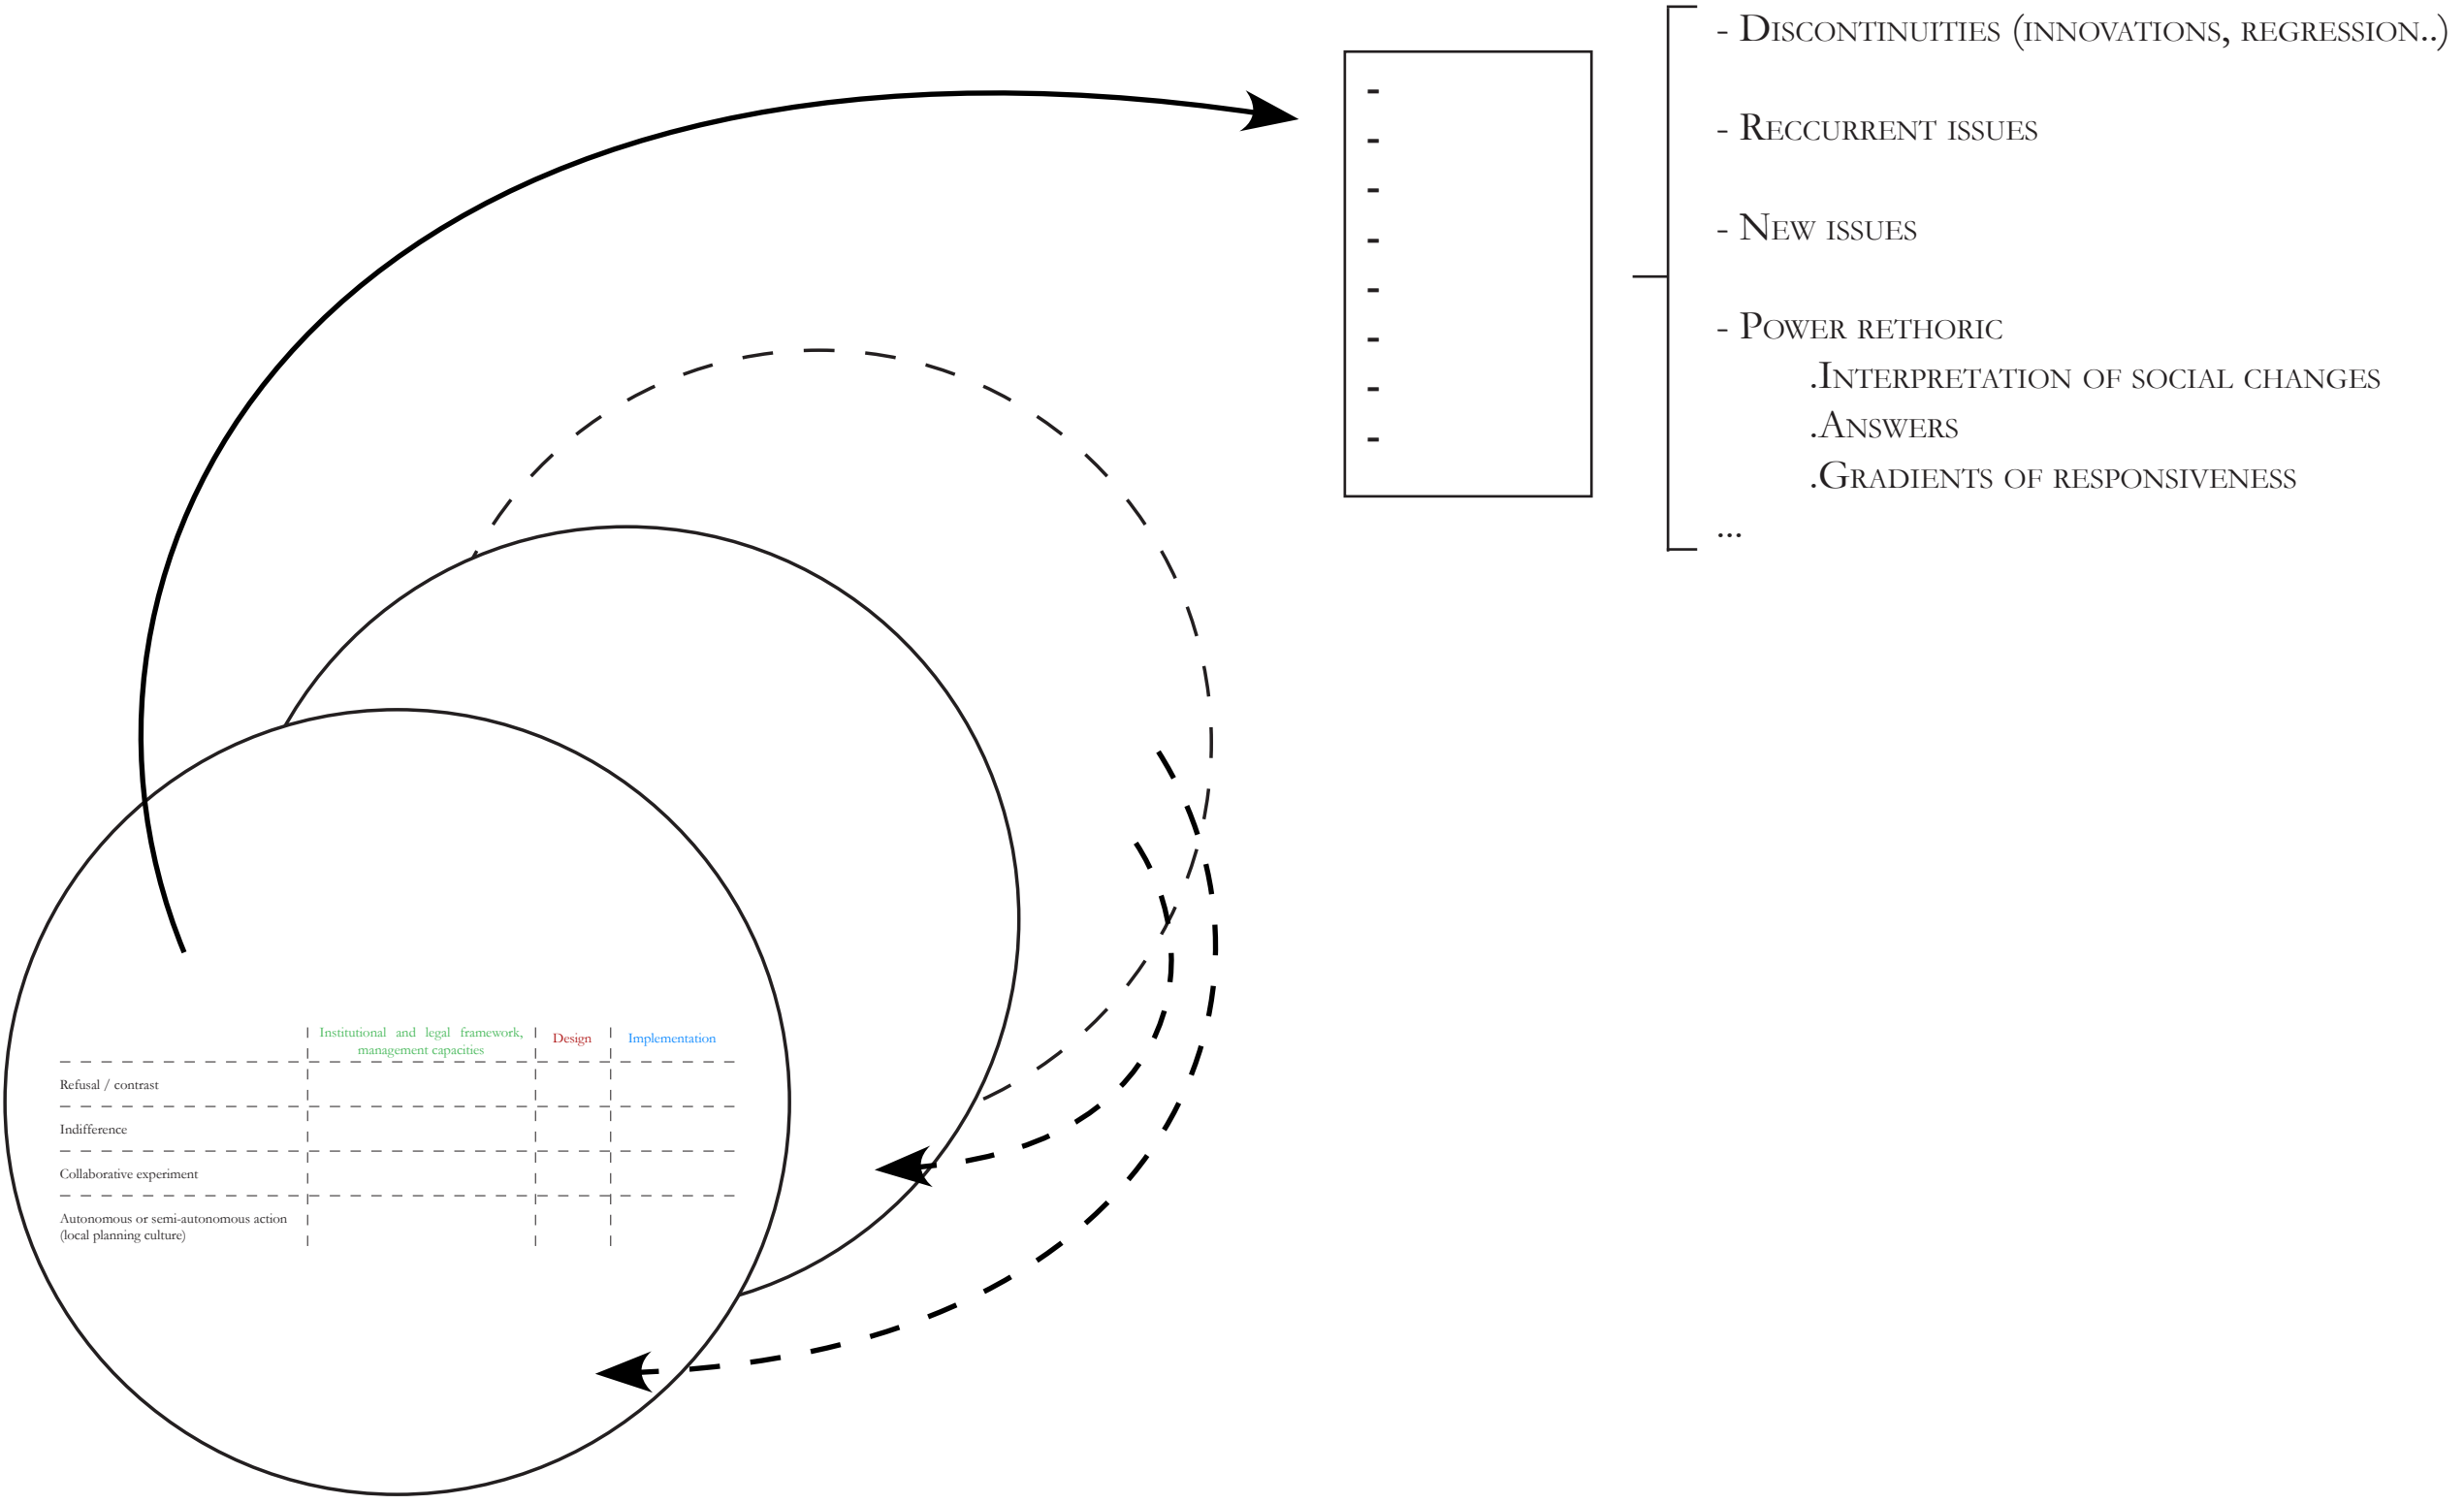 - Discontinuities (innovations, regression..)
- Reccurrent issues
- New issues
- Power rethoric
.Interpretation of social changes
.Answers
.Gradients of responsiveness
...
-
-
-
-
-
-
-
-
Institutional and legal framework,
management capacities
Design
Implementation
Refusal / contrast
Indifference
Collaborative experiment
Autonomous or semi-autonomous action
(local planning culture)